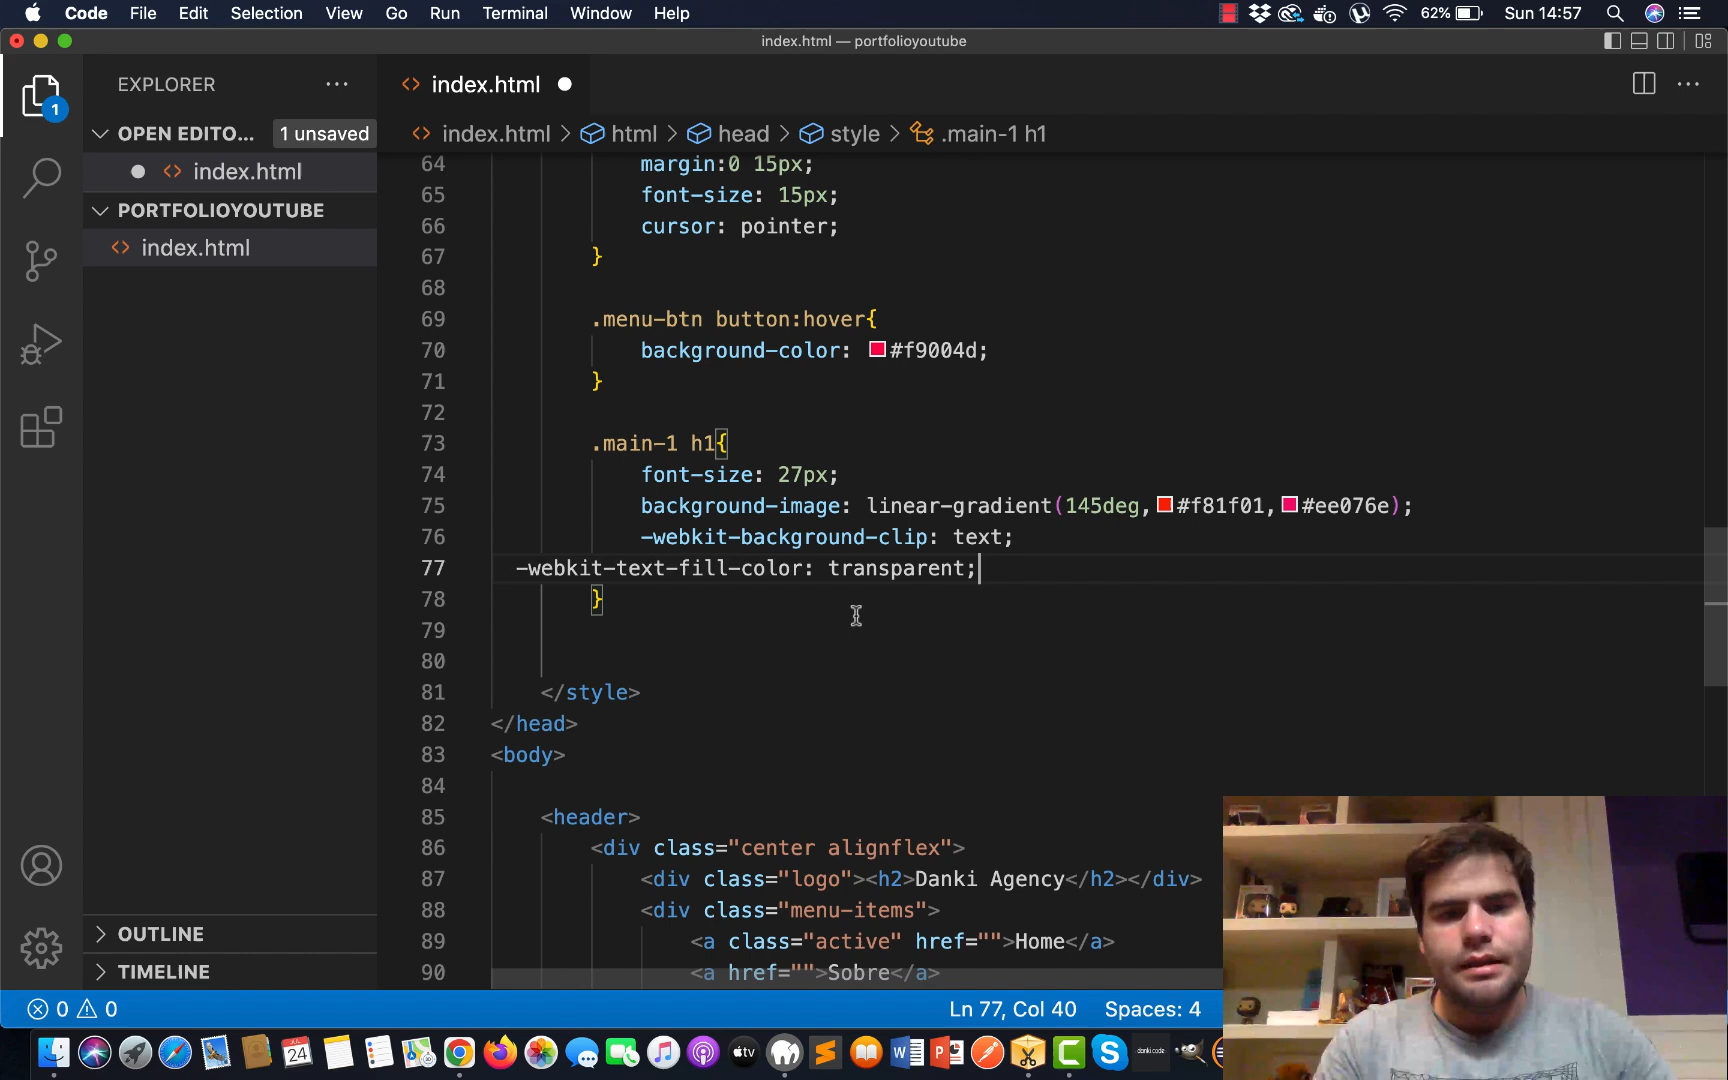 Code File Edit Selection View Go Run Terminal Window Help 62% Sun 14:57
index.html — portfolioyoutube
EXPLORER
index.html
OPEN EDITO... 1 unsaved
index.html > html > head > style > .main-1 h1
index.html
PORTFOLIOYOUTUBE
index.html
1
64 margin:0 15px;
65 font-size: 15px;
66 cursor: pointer;
67 }
68
69 .menu-btn button:hover{
70 background-color: #f9004d;
71 }
72
73 .main-1 h1{
74 font-size: 27px;
75 background-image: linear-gradient(145deg,#f81f01,#ee076e);
76 -webkit-background-clip: text;
77 -webkit-text-fill-color: transparent;
78 }
79
80
81 </style>
82 </head>
83 <body>
84
85 <header>
86 <div class="center alignflex">
87 <div class="logo"><h2>Danki Agency</h2></div>
88 <div class="menu-items">
89 <a class="active" href="">Home</a>
90 <a href="">Sobre</a>
OUTLINE
TIMELINE
0 0
Ln 77, Col 40 Spaces: 4
JUL
24
tv
W
P
C
S
danki code